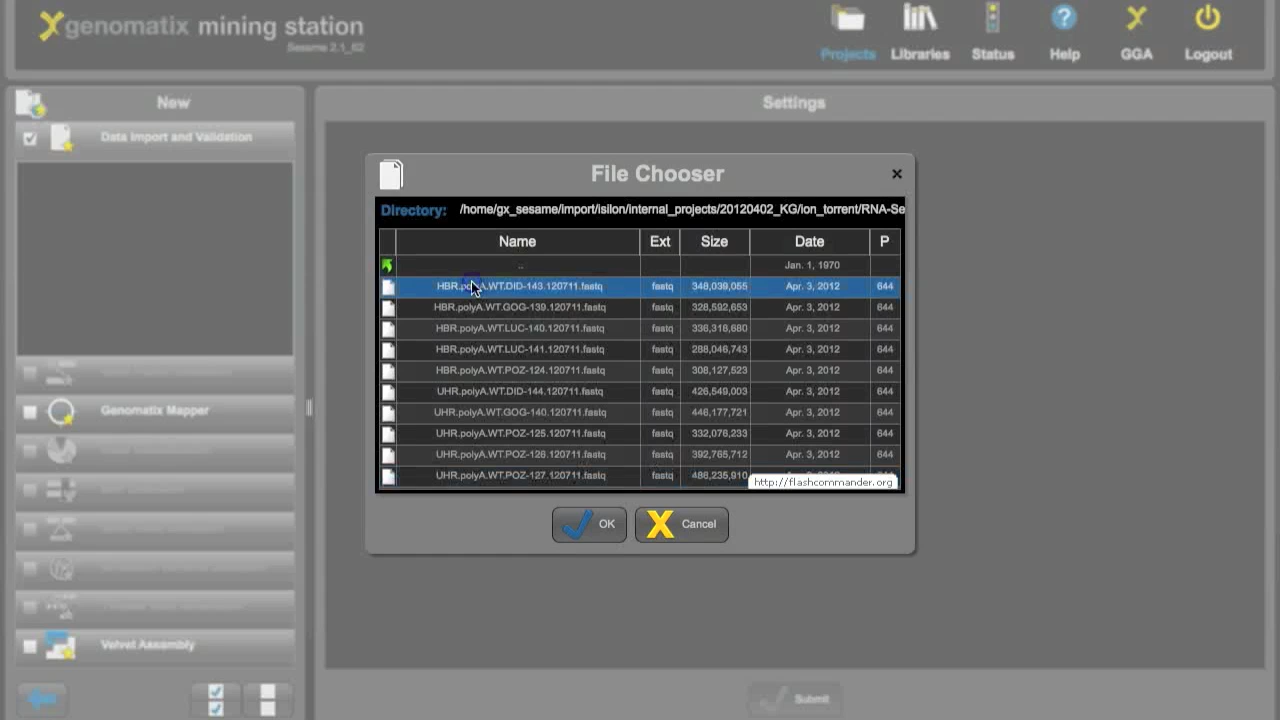 genomatix mining station
Sesame 2.1_62
Projects
Libraries
Status
Help
GGA
Logout
New
Settings
Data Import and Validation
Genomatix Mapper
Velvet Assembly
File Chooser
Directory: /home/gx_sesame/import/isilon/internal_projects/20120402_KG/ion_torrent/RNA-Se
Name Ext Size Date P
.. Jan. 1, 1970
HBR.polyA.WT.DID-143.120711.fastq fastq 348,039,055 Apr. 3, 2012 644
HBR.polyA.WT.GOG-139.120711.fastq fastq 328,592,653 Apr. 3, 2012 644
HBR.polyA.WT.LUC-140.120711.fastq fastq 336,318,680 Apr. 3, 2012 644
HBR.polyA.WT.LUC-141.120711.fastq fastq 288,046,743 Apr. 3, 2012 644
HBR.polyA.WT.POZ-124.120711.fastq fastq 308,127,523 Apr. 3, 2012 644
UHR.polyA.WT.DID-144.120711.fastq fastq 426,549,003 Apr. 3, 2012 644
UHR.polyA.WT.GOG-140.120711.fastq fastq 446,177,721 Apr. 3, 2012 644
UHR.polyA.WT.POZ-125.120711.fastq fastq 332,076,233 Apr. 3, 2012 644
UHR.polyA.WT.POZ-126.120711.fastq fastq 392,765,712 Apr. 3, 2012 644
UHR.polyA.WT.POZ-127.120711.fastq fastq 486,235,910
http://flashcommander.org
OK
Cancel
Submit